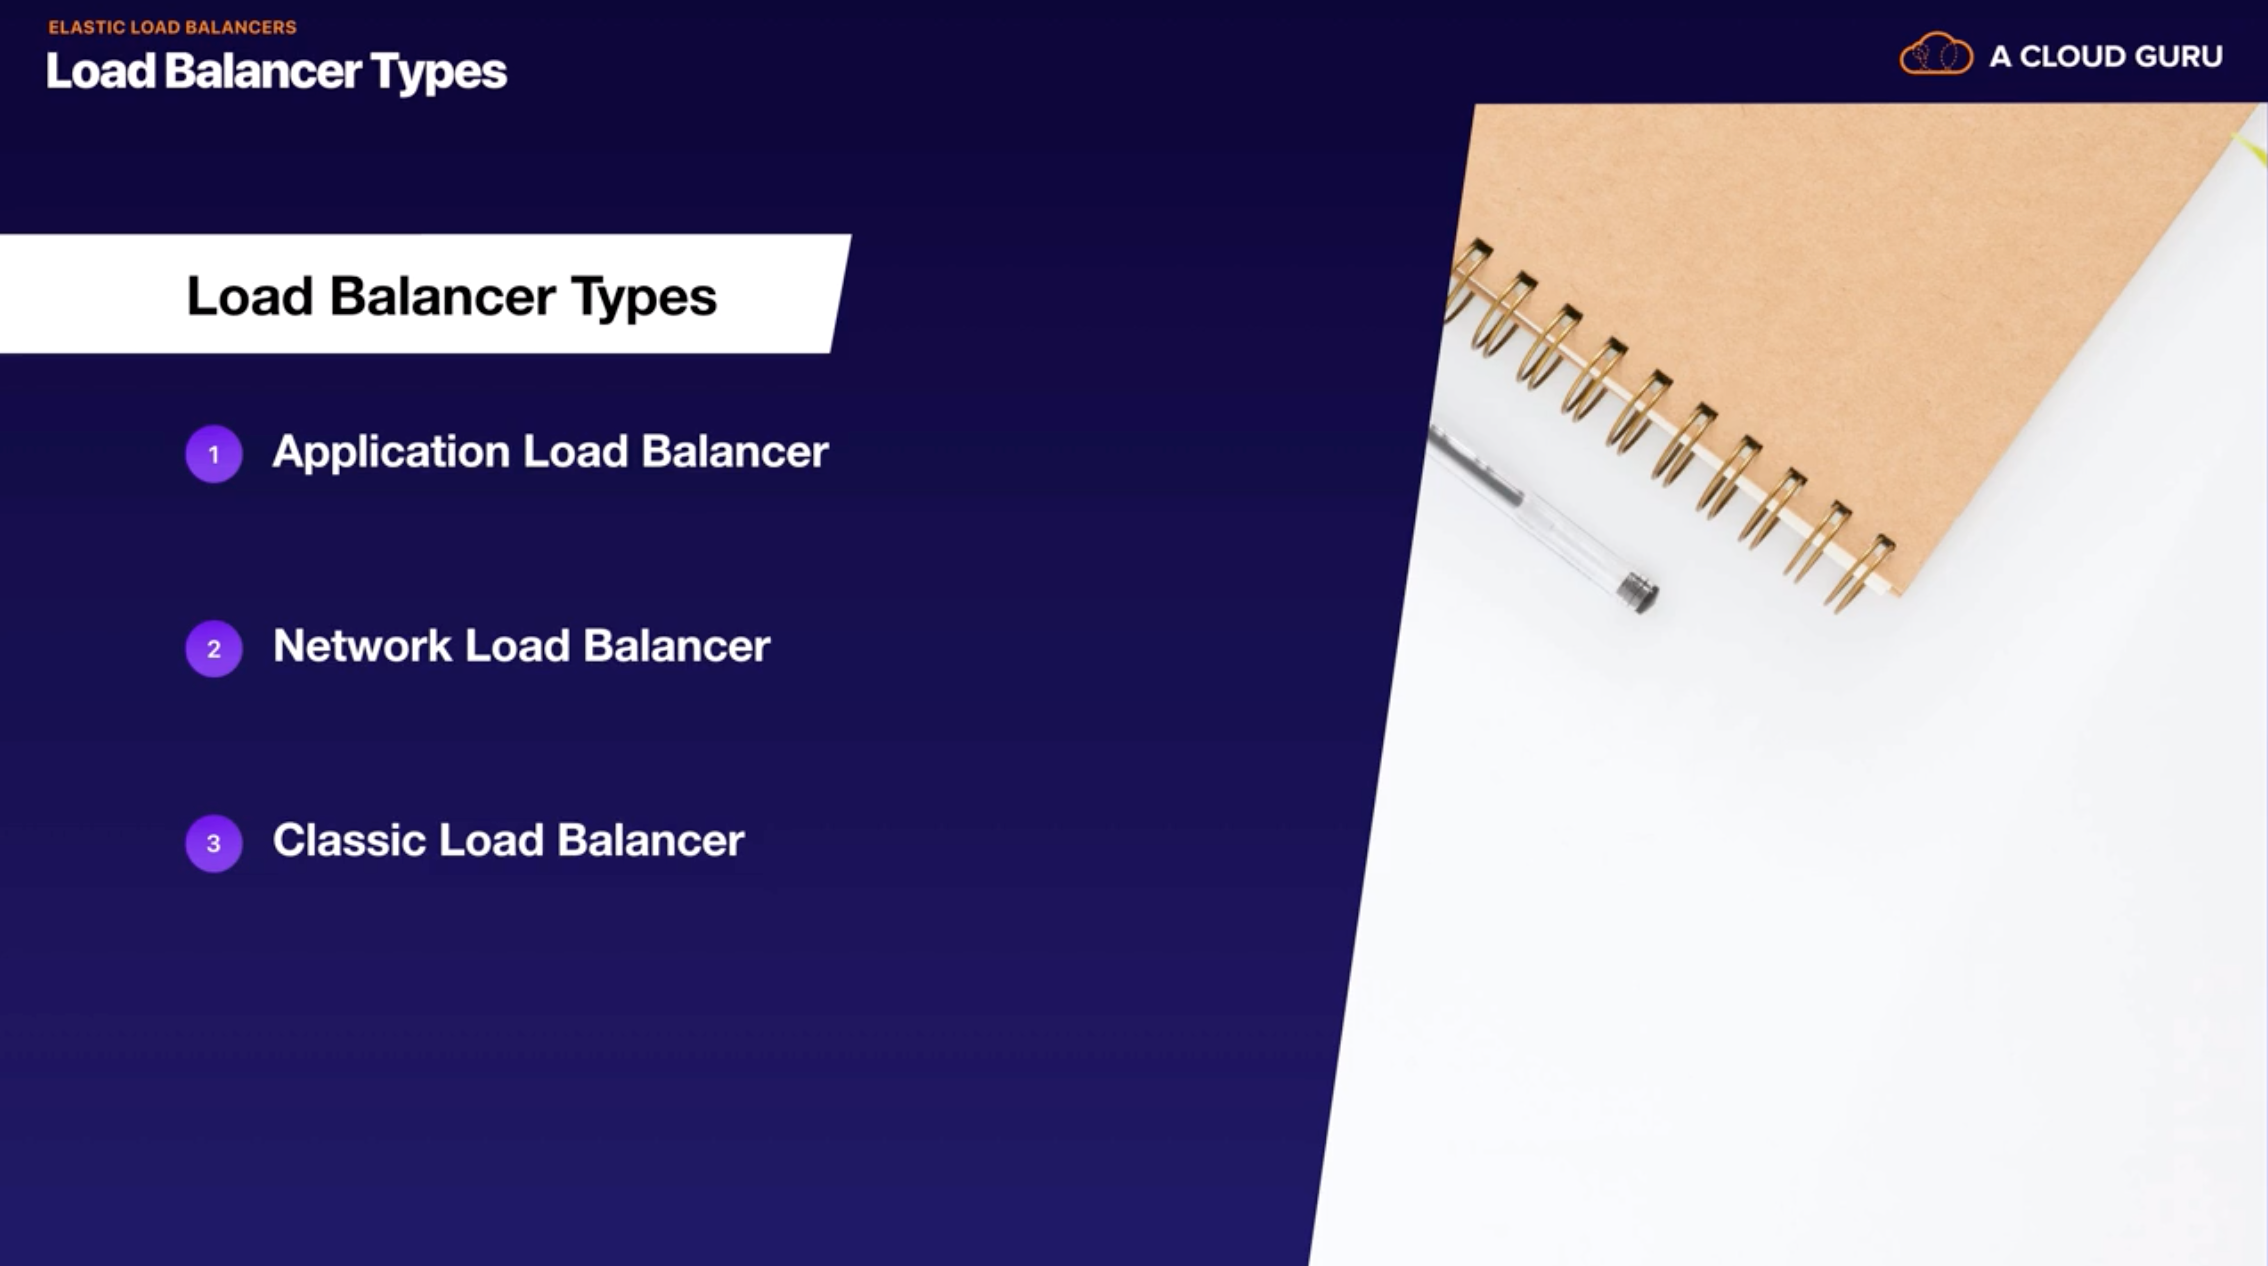 ELASTIC LOAD BALANCERS
Load Balancer Types
A CLOUD GURU
Load Balancer Types
1 Application Load Balancer
2 Network Load Balancer
3 Classic Load Balancer